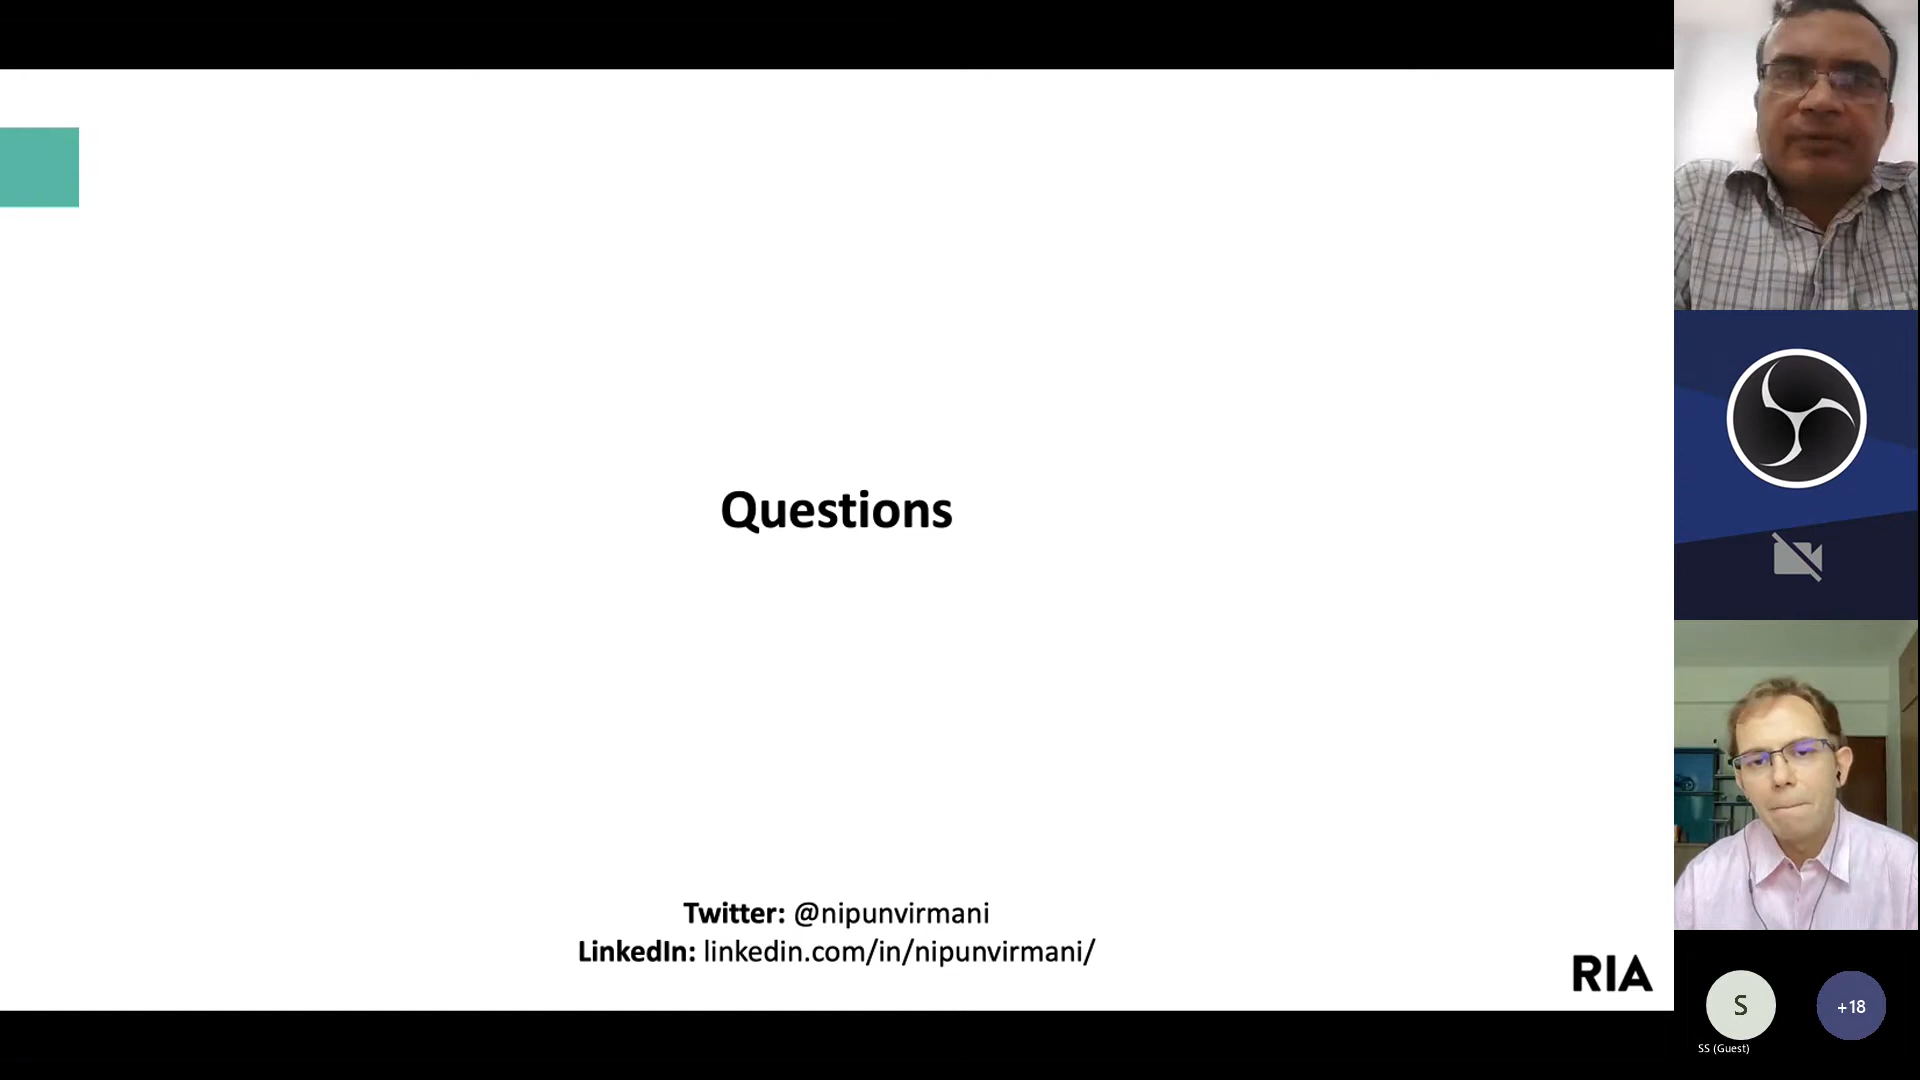 Questions
Twitter: @nipunvirmani
LinkedIn: linkedin.com/in/nipunvirmani/
RIA
S
+18
SS (Guest)